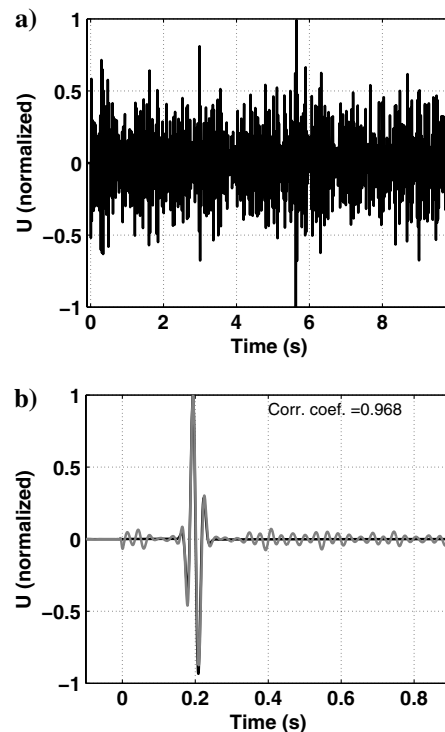 a)
1
0.5
0
−0.5
−1
U (normalized)
0 2 4 6 8
Time (s)
b)
Corr. coef. =0.968
1
0.5
0
−0.5
−1
U (normalized)
0 0.2 0.4 0.6 0.8
Time (s)